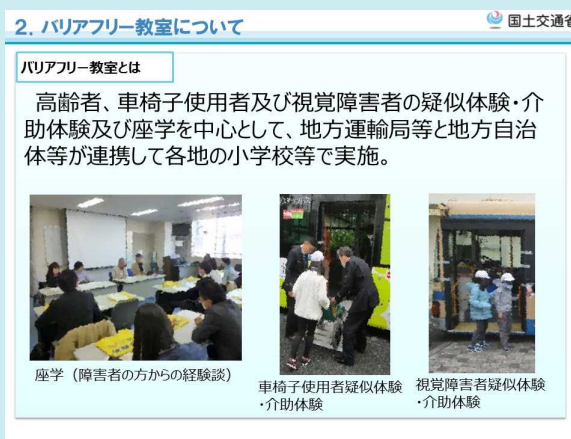 2. バリアフリー教室について
国土交通省
バリアフリー教室とは
高齢者、車椅子使用者及び視覚障害者の疑似体験・介
助体験及び座学を中心として、地方運輸局等と地方自治
体等が連携して各地の小学校等で実施。
座学（障害者の方からの経験談）
車椅子使用者疑似体験
・介助体験
視覚障害者疑似体験
・介助体験